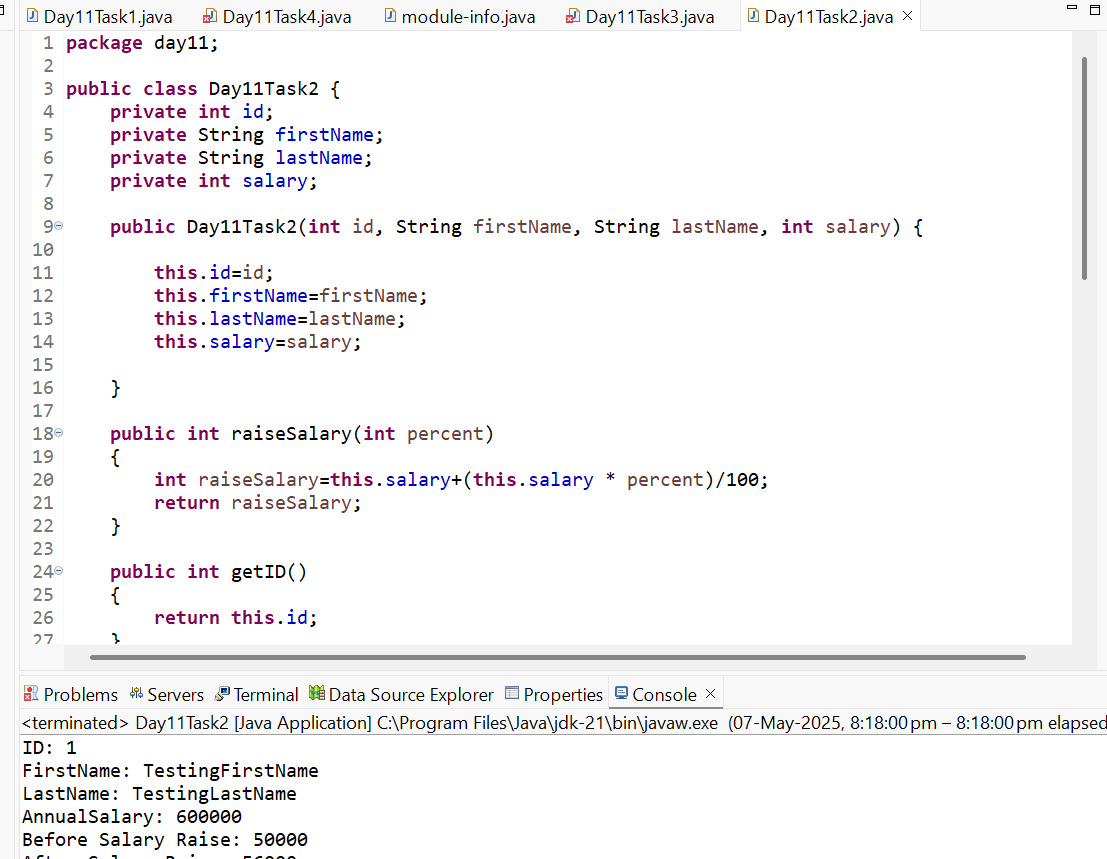 Day11Task1.java Day11Task4.java module-info.java Day11Task3.java Day11Task2.java
1 package day11;
2
3 public class Day11Task2 {
4 private int id;
5 private String firstName;
6 private String lastName;
7 private int salary;
8
9 public Day11Task2(int id, String firstName, String lastName, int salary) {
10
11 this.id=id;
12 this.firstName=firstName;
13 this.lastName=lastName;
14 this.salary=salary;
15
16 }
17
18 public int raiseSalary(int percent)
19 {
20 int raiseSalary=this.salary+(this.salary * percent)/100;
21 return raiseSalary;
22 }
23
24 public int getID()
25 {
26 return this.id;
27 }
Problems Servers Terminal Data Source Explorer Properties Console
<terminated> Day11Task2 [Java Application] C:\Program Files\Java\jdk-21\bin\javaw.exe (07-May-2025, 8:18:00 pm – 8:18:00 pm elapsed
ID: 1
FirstName: TestingFirstName
LastName: TestingLastName
AnnualSalary: 600000
Before Salary Raise: 50000